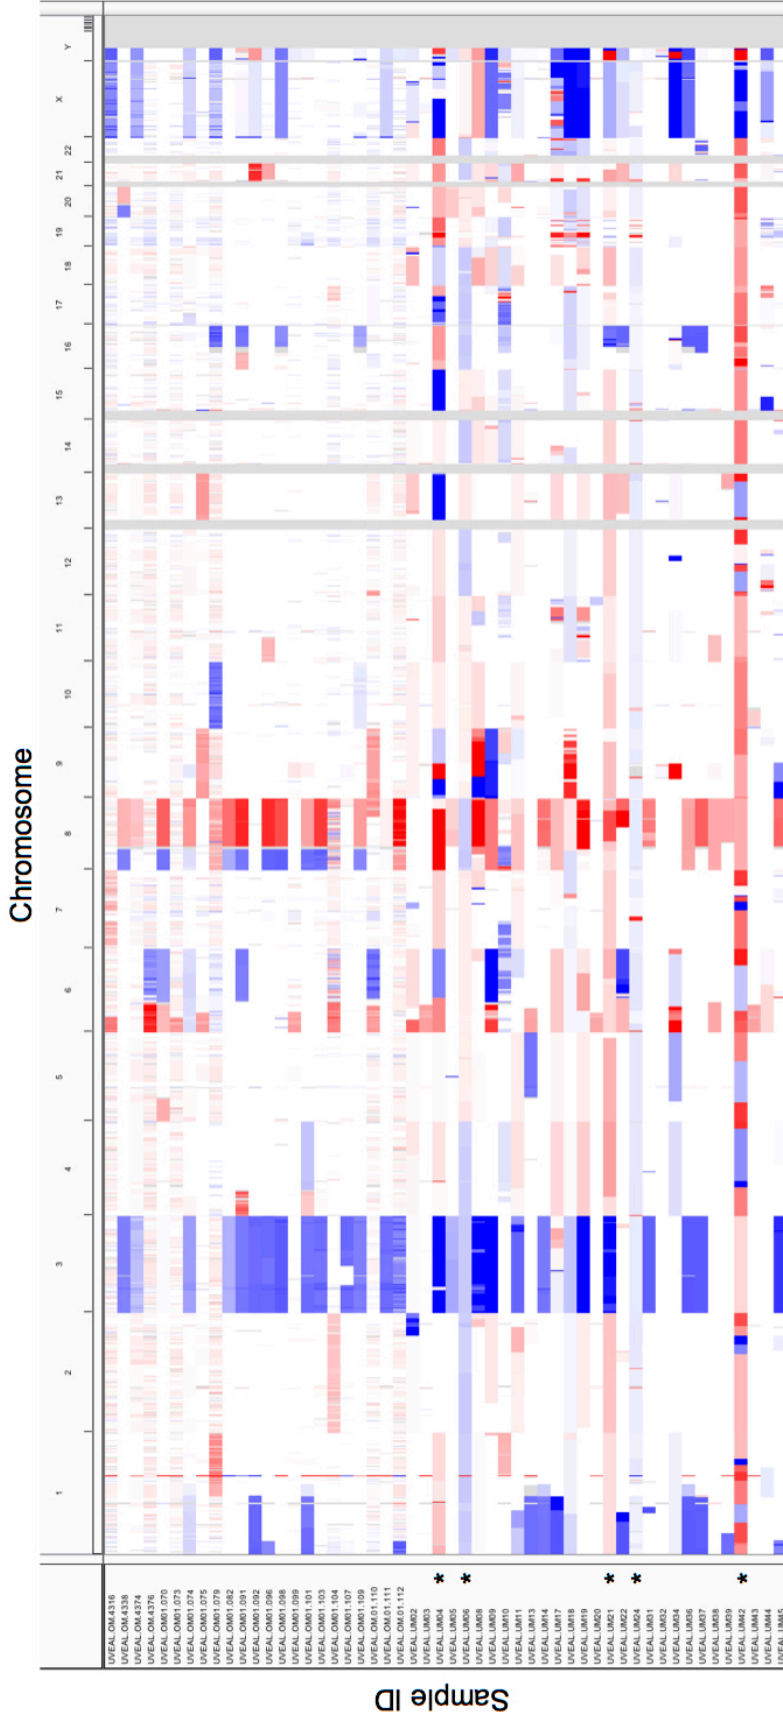 Chromosome
Y
X
22
21
20
19
18
17
16
15
14
13
12
11
10
9
8
7
6
5
4
3
2
1
UVEAL.OM.4316
UVEAL.OM.4338
UVEAL.OM.4374
UVEAL.OM.4376
UVEAL.OM01.070
UVEAL.OM01.073
UVEAL.OM01.074
UVEAL.OM01.075
UVEAL.OM01.079
UVEAL.OM01.082
UVEAL.OM01.091
UVEAL.OM01.092
UVEAL.OM01.096
UVEAL.OM01.098
UVEAL.OM01.099
UVEAL.OM01.101
UVEAL.OM01.103
UVEAL.OM01.104
UVEAL.OM01.107
UVEAL.OM01.109
UVEAL.OM.01.110
UVEAL.OM.01.111
UVEAL.OM.01.112
UVEAL.UM02
UVEAL.UM03
UVEAL.UM04 *
UVEAL.UM05
UVEAL.UM06 *
UVEAL.UM08
UVEAL.UM09
UVEAL.UM10
UVEAL.UM11
UVEAL.UM13
UVEAL.UM14
UVEAL.UM17
UVEAL.UM18
UVEAL.UM19
UVEAL.UM20
UVEAL.UM21 *
UVEAL.UM22
UVEAL.UM24 *
UVEAL.UM31
UVEAL.UM32
UVEAL.UM34
UVEAL.UM36
UVEAL.UM37
UVEAL.UM38
UVEAL.UM39
UVEAL.UM42 *
UVEAL.UM43
UVEAL.UM44
UVEAL.UM45
Sample ID